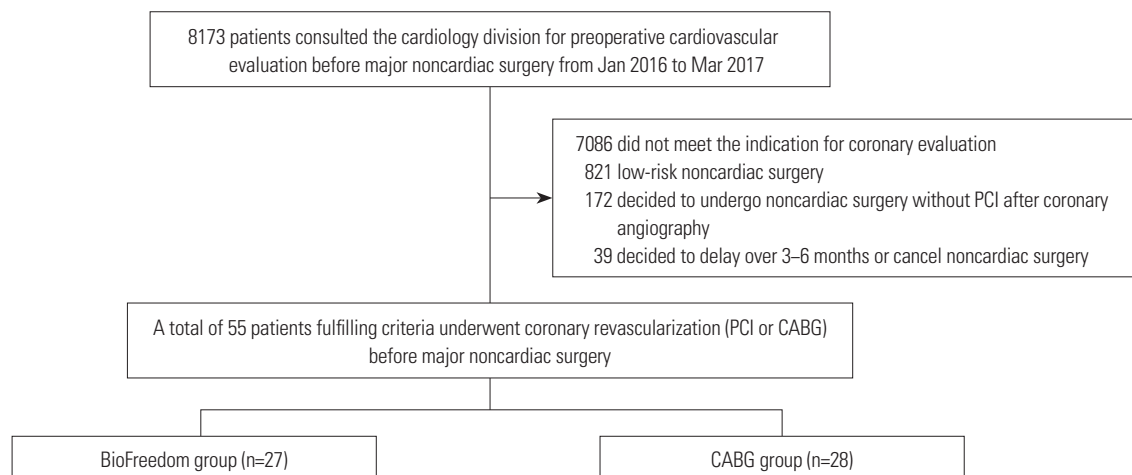 8173 patients consulted the cardiology division for preoperative cardiovascular
evaluation before major noncardiac surgery from Jan 2016 to Mar 2017
7086 did not meet the indication for coronary evaluation
821 low-risk noncardiac surgery
172 decided to undergo noncardiac surgery without PCI after coronary
angiography
39 decided to delay over 3–6 months or cancel noncardiac surgery
A total of 55 patients fulfilling criteria underwent coronary revascularization (PCI or CABG)
before major noncardiac surgery
BioFreedom group (n=27)
CABG group (n=28)